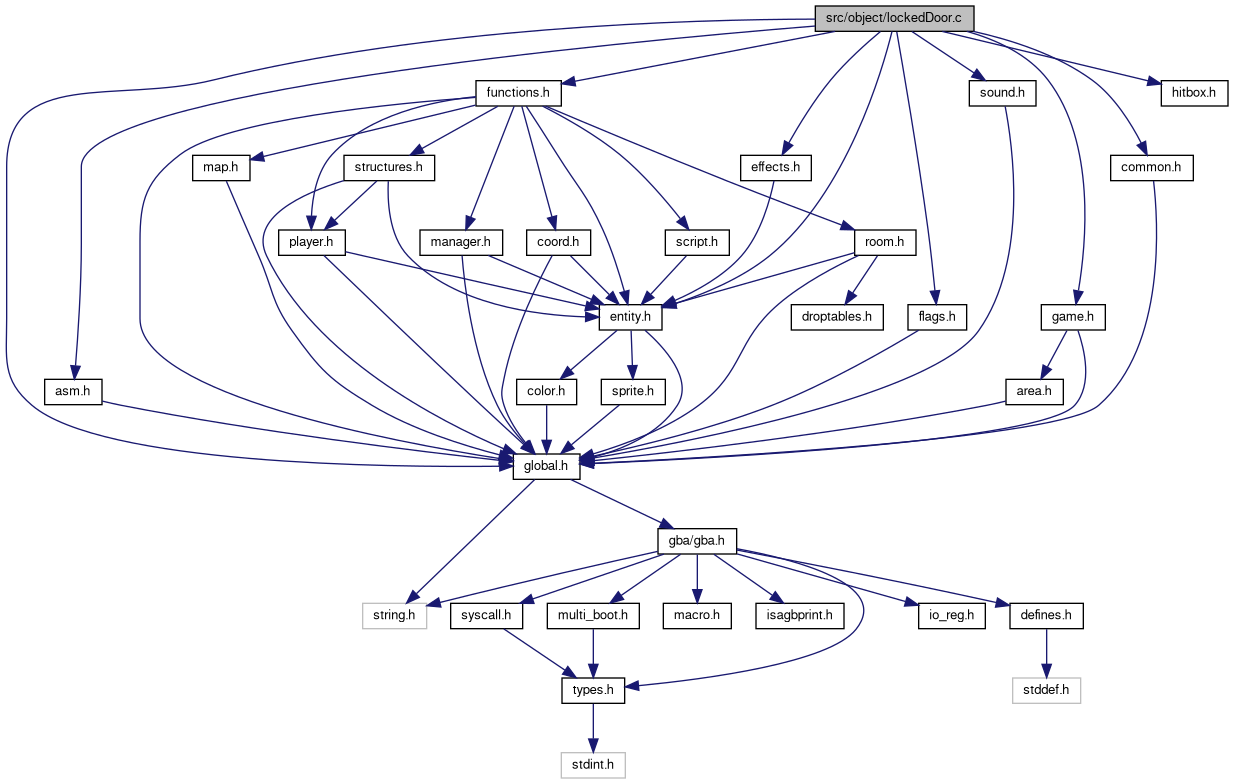 src/object/lockedDoor.c
functions.h
sound.h
hitbox.h
map.h
structures.h
effects.h
common.h
player.h
manager.h
coord.h
script.h
room.h
entity.h
droptables.h
flags.h
game.h
asm.h
color.h
sprite.h
area.h
global.h
gba/gba.h
string.h
syscall.h
multi_boot.h
macro.h
isagbprint.h
io_reg.h
defines.h
types.h
stddef.h
stdint.h